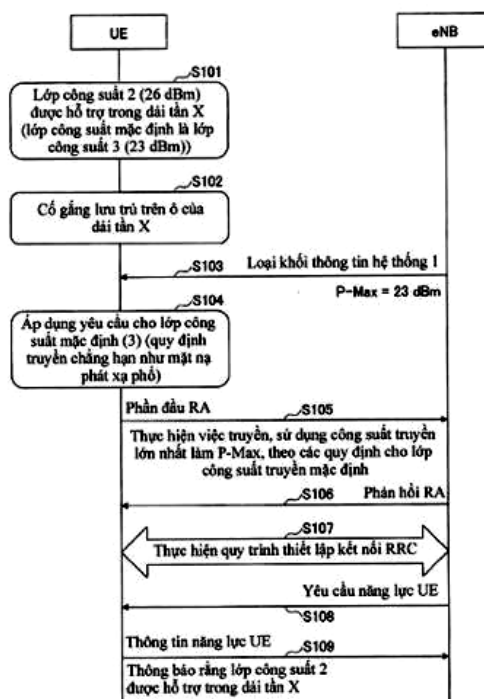 UE
eNB
S101
Lớp công suất 2 (26 dBm)
được hỗ trợ trong dải tần X
(lớp công suất mặc định là lớp
công suất 3 (23 dBm))
S102
Cố gắng lưu trú trên ô của
dải tần X
S103
Loại khối thông tin hệ thống 1
P-Max = 23 dBm
S104
Áp dụng yêu cầu cho lớp công
suất mặc định (3) (quy định
truyền chẳng hạn như mặt nạ
phát xạ phổ)
Phần đầu RA
S105
Thực hiện việc truyền, sử dụng công suất truyền
lớn nhất làm P-Max, theo các quy định cho lớp
công suất truyền mặc định
S106
Phản hồi RA
S107
Thực hiện quy trình thiết lập kết nối RRC
Yêu cầu năng lực UE
S108
Thông tin năng lực UE
S109
Thông báo rằng lớp công suất 2
được hỗ trợ trong dải tần X